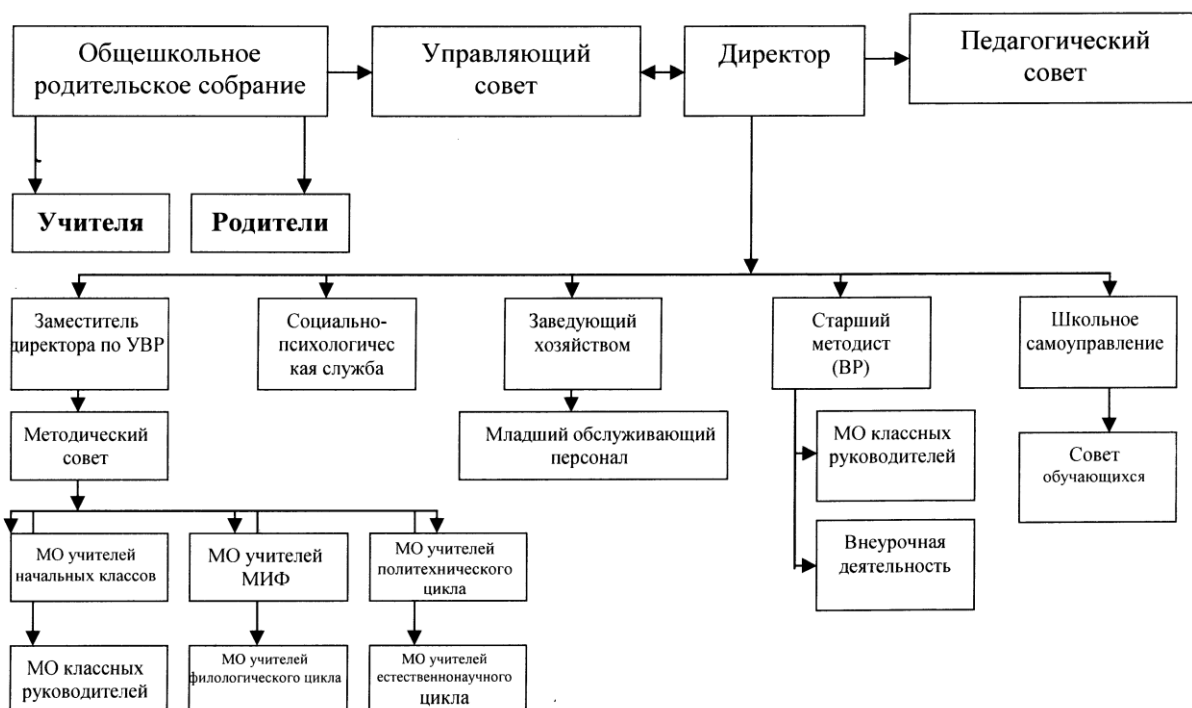 Общешкольное
родительское собрание
Управляющий
совет
Директор
Педагогический
совет
Учителя
Родители
Заместитель
директора по УВР
Социально-
психологичес
кая служба
Заведующий
хозяйством
Старший
методист
(ВР)
Школьное
самоуправление
Методический
совет
Младший обслуживающий
персонал
МО классных
руководителей
Совет
обучающихся
Внеурочная
деятельность
МО учителей
начальных классов
МО учителей
МИФ
МО учителей
политехнического
цикла
МО классных
руководителей
МО учителей
филологического цикла
МО учителей
естественнонаучного
цикла